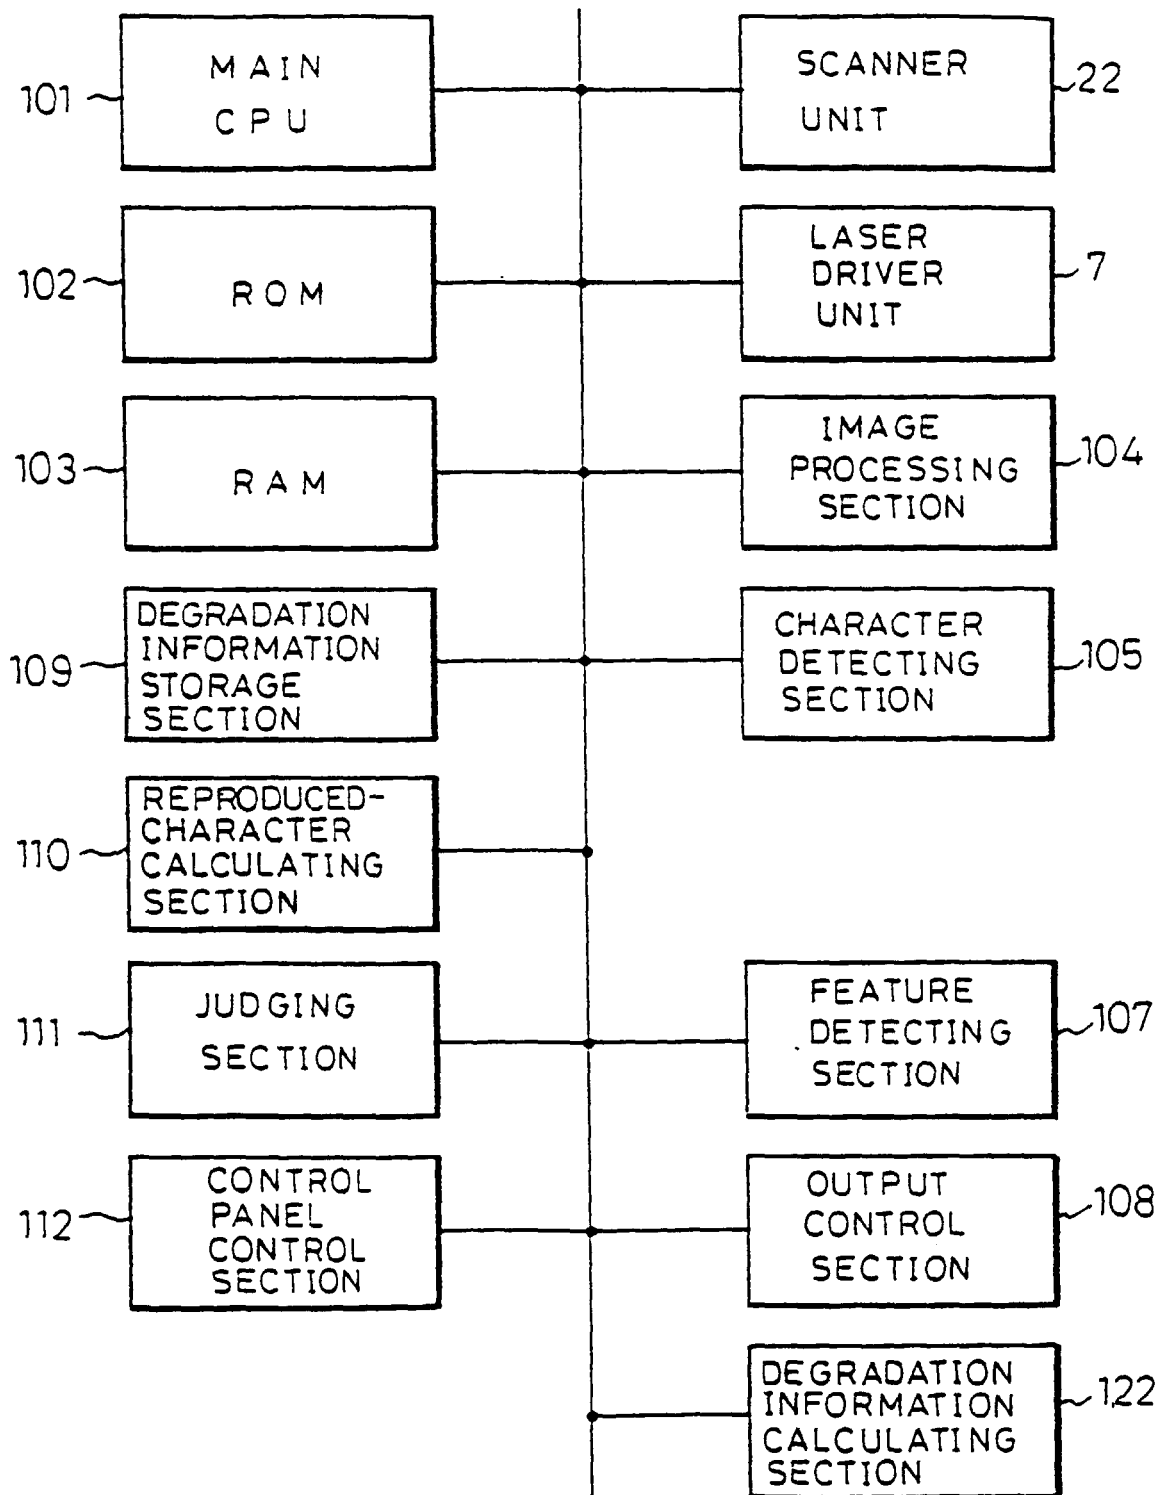 MAIN
CPU
101
SCANNER
UNIT
22
ROM
102
LASER
DRIVER
UNIT
7
RAM
103
IMAGE
PROCESSING
SECTION
104
DEGRADATION
INFORMATION
STORAGE
SECTION
109
CHARACTER
DETECTING
SECTION
105
REPRODUCED-
CHARACTER
CALCULATING
SECTION
110
JUDGING
SECTION
111
FEATURE
DETECTING
SECTION
107
CONTROL
PANEL
CONTROL
SECTION
112
OUTPUT
CONTROL
SECTION
108
DEGRADATION
INFORMATION
CALCULATING
SECTION
122